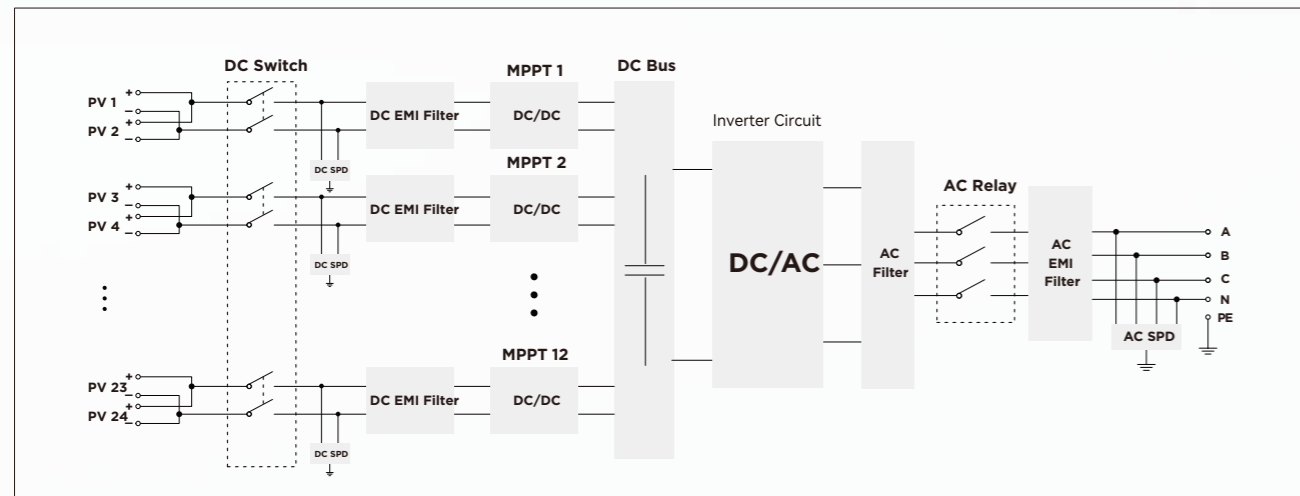 DC Switch
MPPT 1
DC Bus
PV 1
+
−
PV 2
+
−
DC EMI Filter
DC/DC
DC SPD
Inverter Circuit
MPPT 2
PV 3
+
−
PV 4
+
−
DC EMI Filter
DC/DC
DC SPD
AC Relay
DC/AC
AC
Filter
AC
EMI
Filter
A
B
C
N
PE
AC SPD
MPPT 12
PV 23
+
−
PV 24
+
−
DC EMI Filter
DC/DC
DC SPD